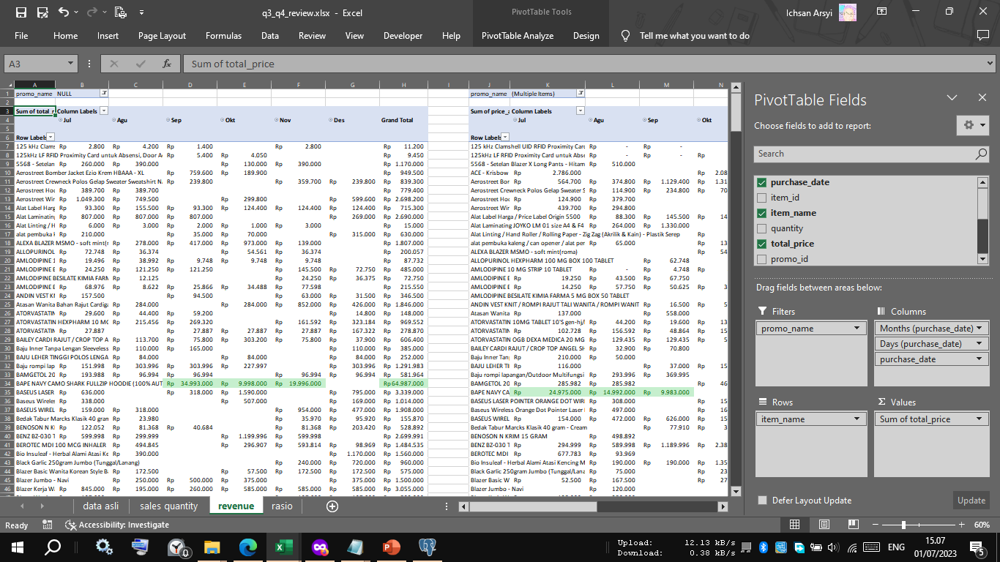 q3_q4_review.xlsx - Excel
PivotTable Tools
Ichsan Arsyi
File Home Insert Page Layout Formulas Data Review View Developer Help PivotTable Analyze Design Tell me what you want to do
A3 fx Sum of total_price
A B C D E F G H I J K L M N
1 promo_name NULL promo_name (Multiple Items)
2
3 Sum of total_ Column Labels Sum of price_ Column Labels
4 Jul Agu Sep Okt Nov Des Grand Total Jul Agu Sep Okt
5
6 Row Labels Row Labels
7 125 kHz Clams Rp 2.800 Rp 4.200 Rp 1.400 Rp 2.800 Rp 11.200 125 kHz Clamshell UID RFID Proximity Car Rp - Rp -
8 125kHz LF RFID Proximity Card untuk Absensi, Door A Rp 5.400 Rp 4.050 Rp 9.450 125kHz LF RFID Proximity Card untuk Abs Rp - Rp - Rp
9 5568 - Setelan Rp 260.000 Rp 390.000 Rp 130.000 Rp 390.000 Rp 1.170.000 5568 - Setelan Blazer X Long Pants - Hitam Rp 510.000
10 Aerostreet Bomber Jacket Ezio Krem HBAAA - XL Rp 759.600 Rp 189.900 Rp 949.500 ACE - Krisbow Rp 2.786.000 Rp 2.08
11 Aerostreet Crewneck Polos Gelap Sweater Sweatshirt N. Rp 239.800 Rp 359.700 Rp 239.800 Rp 839.300 Aerostreet Bor Rp 564.700 Rp 374.800 Rp 1.129.400 Rp 1.31
12 Aerostreet Hoo Rp 389.700 Rp 389.700 Rp 779.400 Aerostreet Crewneck Polos Gelap Sweater S Rp 114.900 Rp 234.800 Rp 70
13 Aerostreet Wir Rp 1.049.300 Rp 749.500 Rp 299.800 Rp 599.600 Rp 2.698.200 Aerostreet Hoo Rp 124.900 Rp 379.700
14 Alat Label Harg Rp 93.300 Rp 155.500 Rp 93.300 Rp 124.400 Rp 124.400 Rp 124.400 Rp 715.300 Aerostreet Wir Rp 439.700 Rp 294.800
15 Alat Laminatin Rp 807.000 Rp 807.000 Rp 807.000 Rp 269.000 Rp 2.690.000 Alat Label Harga / Price Label Origin 5500 Rp 88.300 Rp 145.500 Rp 14
16 Alat Linting / H Rp 6.000 Rp 3.000 Rp 2.000 Rp 1.000 Rp 3.000 Rp 15.000 Alat Laminating JOYKO LM 01 size A4 & F4 Rp 264.000 Rp 1.330.000
17 alat pembuka Rp 210.000 Rp 35.000 Rp 70.000 Rp 315.000 Rp 630.000 Alat Linting / Hand Roller / Rolling Paper - Zig Zag (Akrilik & Kain) - Plastik Serep Rp
18 ALEXA BLAZER MSMO - soft mint(r Rp 278.000 Rp 417.000 Rp 973.000 Rp 139.000 Rp 1.807.000 alat pembuka kaleng / can opener / alat per Rp 65.000 Rp 13
19 ALLOPURINOL Rp 72.748 Rp 36.374 Rp 54.561 Rp 36.374 Rp 200.057 ALEXA BLAZER MSMO - soft mint(roma) Rp 54
20 AMLODIPINE 1 Rp 19.496 Rp 38.992 Rp 9.748 Rp 9.748 Rp 9.748 Rp 87.732 ALLOPURINOL HEXPHARM 100 MG BOX 100 TABLET Rp 62.748
21 AMLODIPINE B Rp 24.250 Rp 121.250 Rp 121.250 Rp 145.500 Rp 72.750 Rp 485.000 AMLODIPINE 10 MG STRIP 10 TABLET Rp - Rp 4.748 Rp
22 AMLODIPINE BESILATE KIMIA FARM Rp 12.125 Rp 24.250 Rp 36.375 Rp 72.750 AMLODIPINE B Rp 19.250 Rp 43.500 Rp 67.750
23 AMLODIPINE B Rp 68.976 Rp 8.622 Rp 25.866 Rp 34.488 Rp 77.598 Rp 215.550 AMLODIPINE B Rp 14.250 Rp 57.750 Rp 50.625 Rp 3
24 ANDIN VEST KI Rp 157.500 Rp 94.500 Rp 63.000 Rp 31.500 Rp 346.500 AMLODIPINE BESILATE KIMIA FARMA 5 MG BOX 50 TABLET
25 Atasan Wanita Bahan Rajut Cardiga Rp 284.000 Rp 284.000 Rp 852.000 Rp 426.000 Rp 1.846.000 ANDIN VEST KNIT / ROMPI RAJUT TALI WANITA / ROMPI WANIT Rp 16.500 Rp 5
26 ATORVASTATIN Rp 29.600 Rp 44.400 Rp 59.200 Rp 14.800 Rp 148.000 Atasan Wanita Rp 137.000 Rp 558.000
27 ATORVASTATIN HEXPHARM 10 MG Rp 215.456 Rp 269.320 Rp 161.592 Rp 323.184 Rp 969.552 ATORVASTATIN 10MG TABLET 10'S gen-hj/ Rp 44.200 Rp 19.600 Rp 13
28 ATORVASTATIN Rp 27.887 Rp 27.887 Rp 27.887 Rp 27.887 Rp 167.322 Rp 278.870 ATORVASTATIN Rp 102.728 Rp 156.592 Rp 48.864 Rp 15
29 BAILEY CARDI RAJUT / CROP TOP A Rp 113.700 Rp 75.800 Rp 303.200 Rp 75.800 Rp 37.900 Rp 606.400 ATORVASTATIN OGB DEXA MEDICA 20 MG Rp 129.435 Rp 129.435 Rp 5
30 Baju Inner Tanpa Lengan Sleeveless Rp 110.000 Rp 165.000 Rp 110.000 Rp 385.000 BAILEY CARDI RAJUT / CROP TOP ANGEL SH Rp 32.900 Rp 70.800
31 BAJU LEHER TINGGI POLOS LENGA Rp 84.000 Rp 84.000 Rp 84.000 Rp 252.000 Baju Inner Tan Rp 210.000 Rp 50.000
32 Baju rompi lap Rp 151.998 Rp 303.996 Rp 303.996 Rp 227.997 Rp 303.996 Rp 1.291.983 BAJU LEHER TI Rp 116.000 Rp 37.000 Rp 15
33 BAMGETOL 20 Rp 193.988 Rp 96.994 Rp 96.994 Rp 96.994 Rp 96.994 Rp 581.964 Baju rompi lapangan/Outdoor Multifungsi Rp 293.996 Rp 369.995
34 BAPE NAVY CAMO SHARK FULLZIP HOODIE (100% AUT Rp 34.993.000 Rp 9.998.000 Rp 19.996.000 Rp 64.987.000 BAMGETOL 20 Rp 285.982 Rp 285.982 Rp 46
35 BASEUS LASER Rp 636.000 Rp 318.000 Rp 1.590.000 Rp 795.000 Rp 3.339.000 BAPE NAVY CA Rp 24.975.000 Rp 14.992.000 Rp 9.983.000
36 Baseus Wireles Rp 338.000 Rp 507.000 Rp 169.000 Rp 1.014.000 BASEUS LASER POINTER ORANGE DOT WIR Rp 308.000 Rp 15
37 BASEUS WIREL Rp 159.000 Rp 318.000 Rp 954.000 Rp 477.000 Rp 1.908.000 Baseus Wireless Orange Dot Pointer Laser Rp 497.000 Rp 16
38 Bedak Tabur Marcks Klasik 40 gram Rp 23.980 Rp 35.970 Rp 95.920 Rp 155.870 BASEUS WIREL Rp 154.000 Rp 472.000 Rp 626.000 Rp 15
39 BENOSON N KI Rp 122.052 Rp 81.368 Rp 40.684 Rp 81.368 Rp 203.420 Rp 528.892 Bedak Tabur Marcks Klasik 40 gram - Cream Rp 77.910 Rp 3
40 BENZ BZ-030 T Rp 599.998 Rp 299.999 Rp 1.199.996 Rp 599.998 Rp 2.699.991 BENOSON N KRIM 15 GRAM Rp 498.892
41 BEROTEC MDI 100 MCG INHALER Rp 494.845 Rp 296.907 Rp 593.814 Rp 98.969 Rp 1.484.535 BENZ BZ-030 T Rp 294.999 Rp 589.998 Rp 1.189.996 Rp 2.38
42 Bio Insuleaf - Herbal Alami Atasi Ke Rp 390.000 Rp 1.170.000 Rp 1.560.000 BEROTEC MDI Rp 677.783 Rp 93.969
43 Black Garlic 250gram Jumbo (Tunggal/Lanang) Rp 240.000 Rp 720.000 Rp 960.000 Bio Insuleaf - Herbal Alami Atasi Kencing M Rp 190.000 Rp 190.000 Rp 1.35
44 Blazer Basic Wanita Korean Style B Rp 172.500 Rp 57.500 Rp 172.500 Rp 172.500 Rp 575.000 Black Garlic 250gram Jumbo (Tunggal/Lana Rp 75.000 Rp 23
45 Blazer Jumbo - Navi Rp 250.000 Rp 500.000 Rp 375.000 Rp 375.000 Rp 1.500.000 Blazer Basic W Rp 52.500 Rp 167.500 Rp 27
46 Blazer Kerja W Rp 845.000 Rp 195.000 Rp 260.000 Rp 585.000 Rp 585.000 Rp 585.000 Rp 3.055.000 Blazer Jumbo - Navi Rp 120.000
PivotTable Fields
Choose fields to add to report:
Search
purchase_date
item_id
item_name
quantity
total_price
promo_id
Drag fields between areas below:
Filters
promo_name
Columns
Months (purchase_date)
Days (purchase_date)
purchase_date
Rows
item_name
Σ Values
Sum of total_price
Defer Layout Update Update
data asli sales quantity revenue rasio
Ready Accessibility: Investigate 60%
Upload: 12.13 kB/s
Download: 0.38 kB/s
ENG
15.07
01/07/2023
0
5